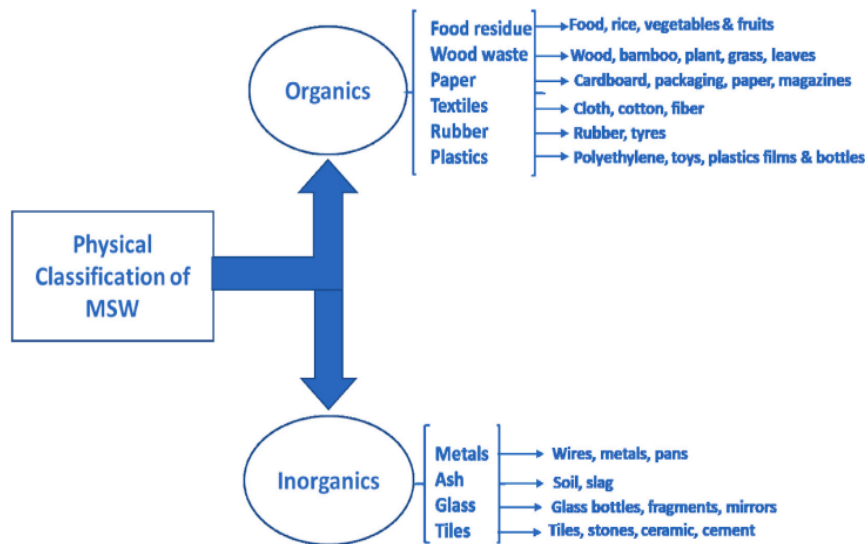 Food residue
Food, rice, vegetables & fruits
Wood waste
Wood, bamboo, plant, grass, leaves
Organics
Paper
Cardboard, packaging, paper, magazines
Textiles
Cloth, cotton, fiber
Rubber
Rubber, tyres
Plastics
Polyethylene, toys, plastics films & bottles
Physical
Classification of
MSW
Inorganics
Metals
Wires, metals, pans
Ash
Soil, slag
Glass
Glass bottles, fragments, mirrors
Tiles
Tiles, stones, ceramic, cement